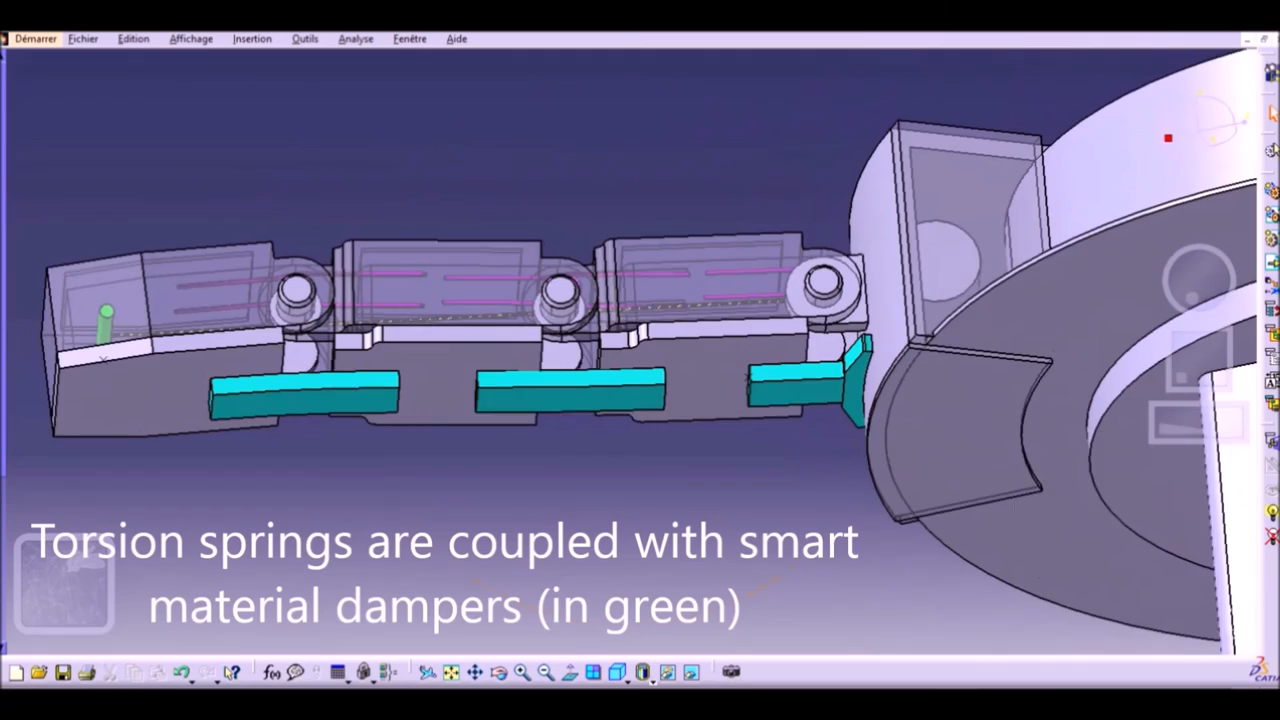 Démarrer Fichier Edition Affichage Insertion Outils Analyse Fenêtre Aide
Torsion springs are coupled with smart
material dampers (in green)
f(x)
CATIA